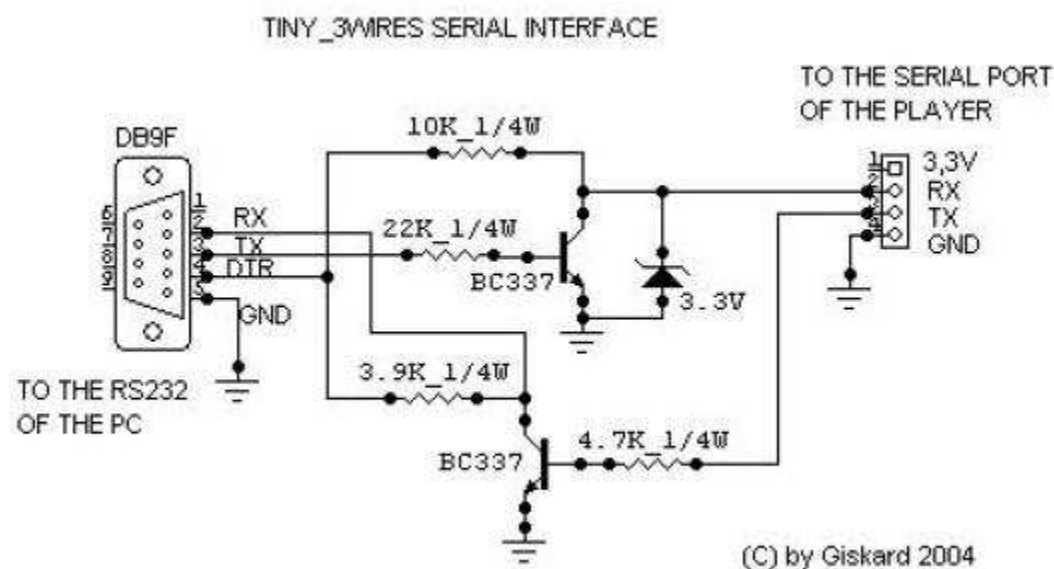 TINY_3WIRES SERIAL INTERFACE
TO THE SERIAL PORT
OF THE PLAYER
DB9F
10K_1/4W
1
2
3
4
5
6
7
8
9
RX
TX
DTR
GND
22K_1/4W
BC337
3.3V
1
2
3
4
3,3V
RX
TX
GND
TO THE RS232
OF THE PC
3.9K_1/4W
BC337
4.7K_1/4W
(C) by Giskard 2004